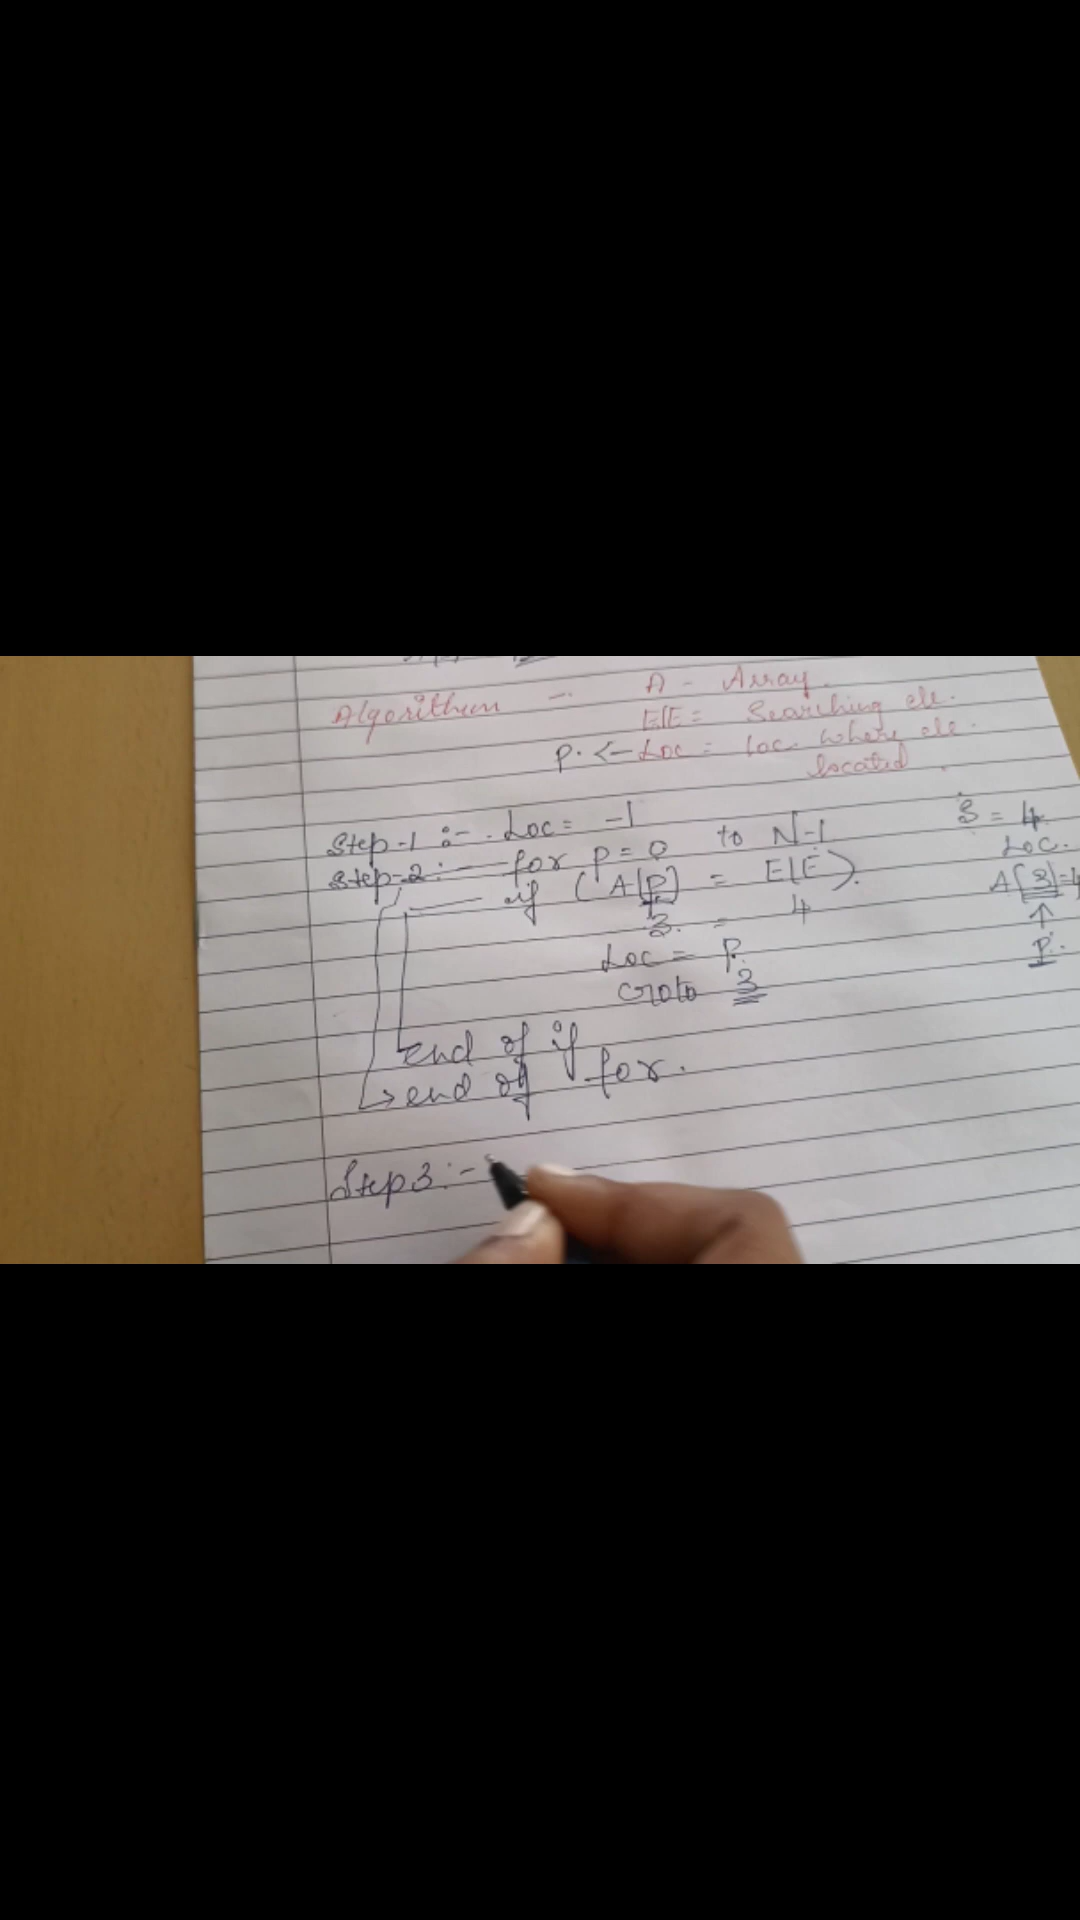 Algorithem -. A - Array.
ElE = Searching ele.
P. <- Loc = loc. where ele.
located.
Step-1 :- . Loc = -1
Step-2 :- for P = 0 to N-1
if ( A[P] = ElE ).
3. = 4
Loc = P.
Goto 3
end of if
end of for.
Step 3 :-
3 = 4.
Loc.
A[3]=4
P.